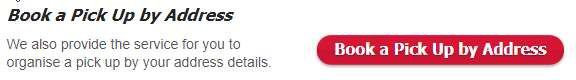 Book a Pick Up by Address
We also provide the service for you to
organise a pick up by your address details.
Book a Pick Up by Address